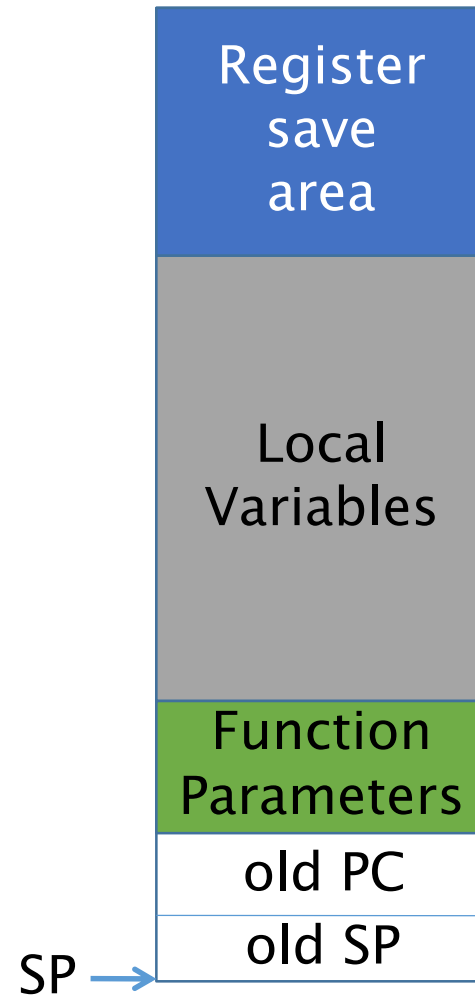 Register
save
area
Local
Variables
Function
Parameters
old PC
old SP
SP